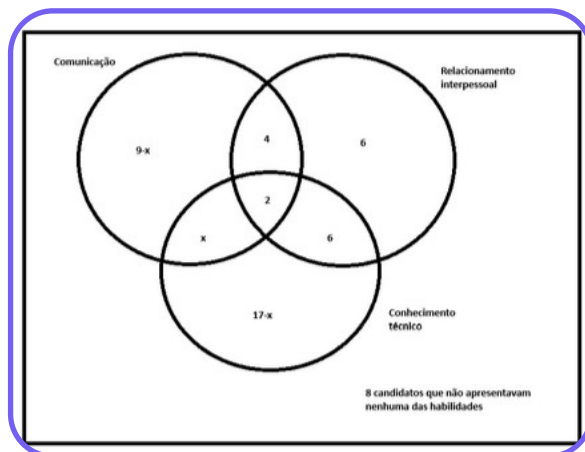 Comunicação
Relacionamento
interpessoal
4
6
9-x
2
x
6
17-x
Conhecimento
técnico
8 candidatos que não apresentavam
nenhuma das habilidades